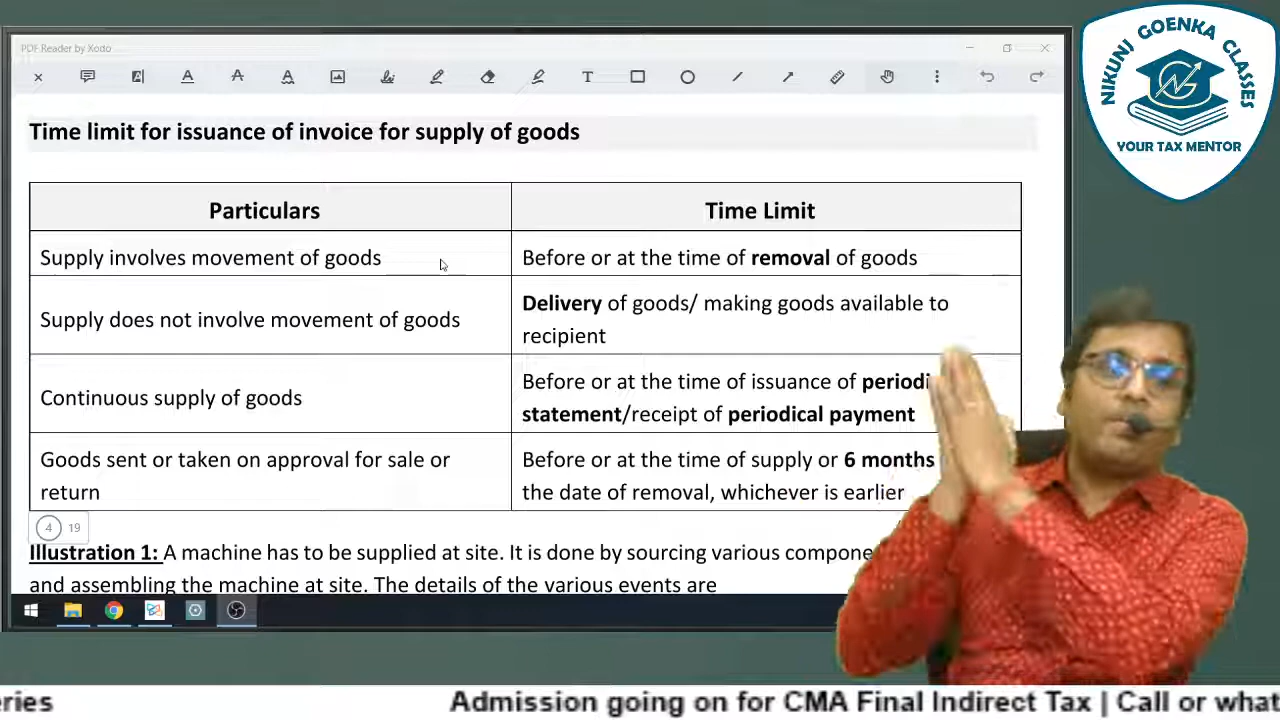 PDF Reader by Xodo
NIKUNJ GOENKA CLASSES
YOUR TAX MENTOR
Time limit for issuance of invoice for supply of goods
Particulars
Time Limit
Supply involves movement of goods
Before or at the time of removal of goods
Supply does not involve movement of goods
Delivery of goods/ making goods available to
recipient
Continuous supply of goods
Before or at the time of issuance of periodi
statement/receipt of periodical payment
Goods sent or taken on approval for sale or
return
Before or at the time of supply or 6 months
the date of removal, whichever is earlier
4 19
Illustration 1: A machine has to be supplied at site. It is done by sourcing various compone
and assembling the machine at site. The details of the various events are
eries
Admission going on for CMA Final Indirect Tax | Call or what